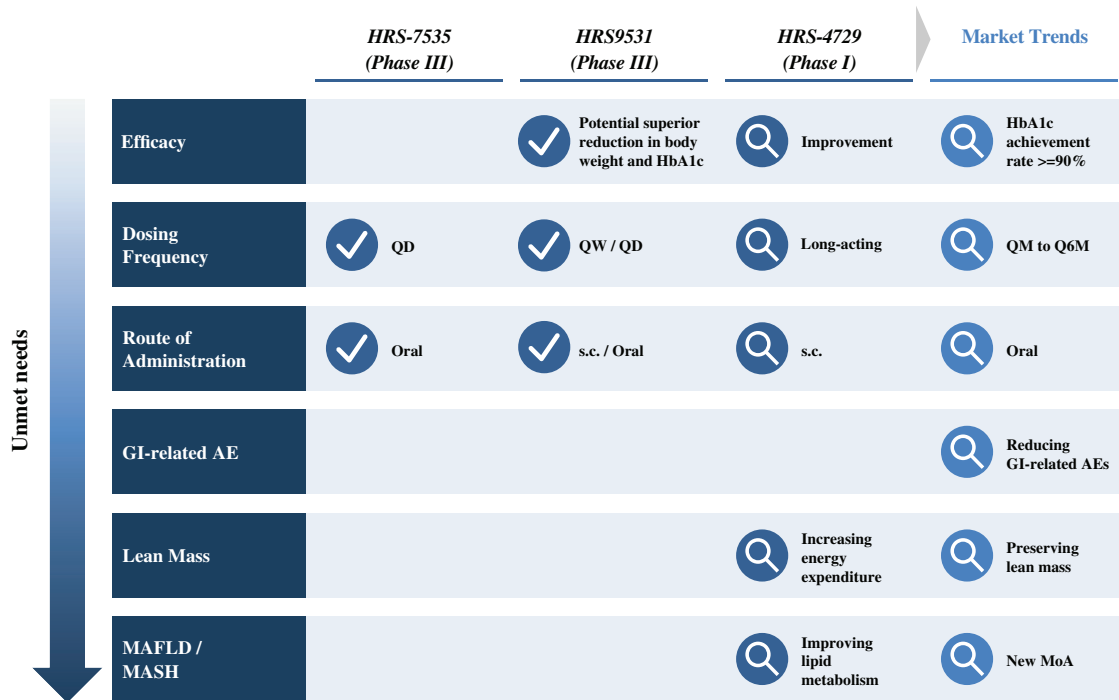 HRS-7535
(Phase III)
HRS9531
(Phase III)
HRS-4729
(Phase I)
Market Trends
Unmet needs
Efficacy
Potential superior
reduction in body
weight and HbA1c
Improvement
HbA1c
achievement
rate >=90%
Dosing
Frequency
QD
QW / QD
Long-acting
QM to Q6M
Route of
Administration
Oral
s.c. / Oral
s.c.
Oral
GI-related AE
Reducing
GI-related AEs
Lean Mass
Increasing
energy
expenditure
Preserving
lean mass
MAFLD /
MASH
Improving
lipid
metabolism
New MoA